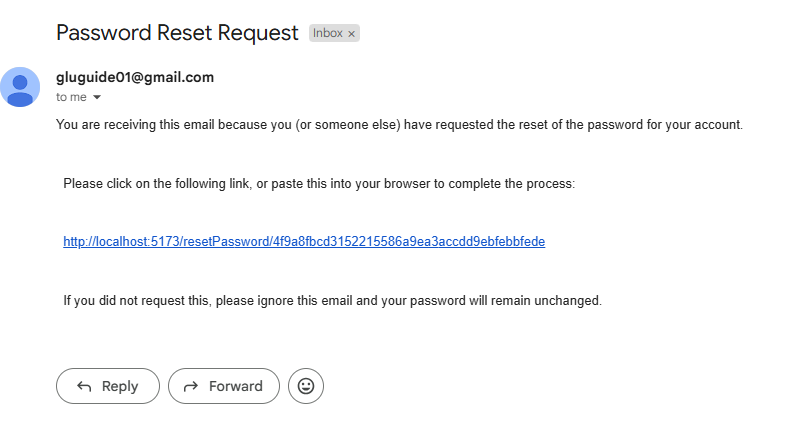 Password Reset Request Inbox ×
gluguide01@gmail.com
to me
You are receiving this email because you (or someone else) have requested the reset of the password for your account.
Please click on the following link, or paste this into your browser to complete the process:
http://localhost:5173/resetPassword/4f9a8fbcd3152215586a9ea3accdd9ebfebbfede
If you did not request this, please ignore this email and your password will remain unchanged.
Reply Forward